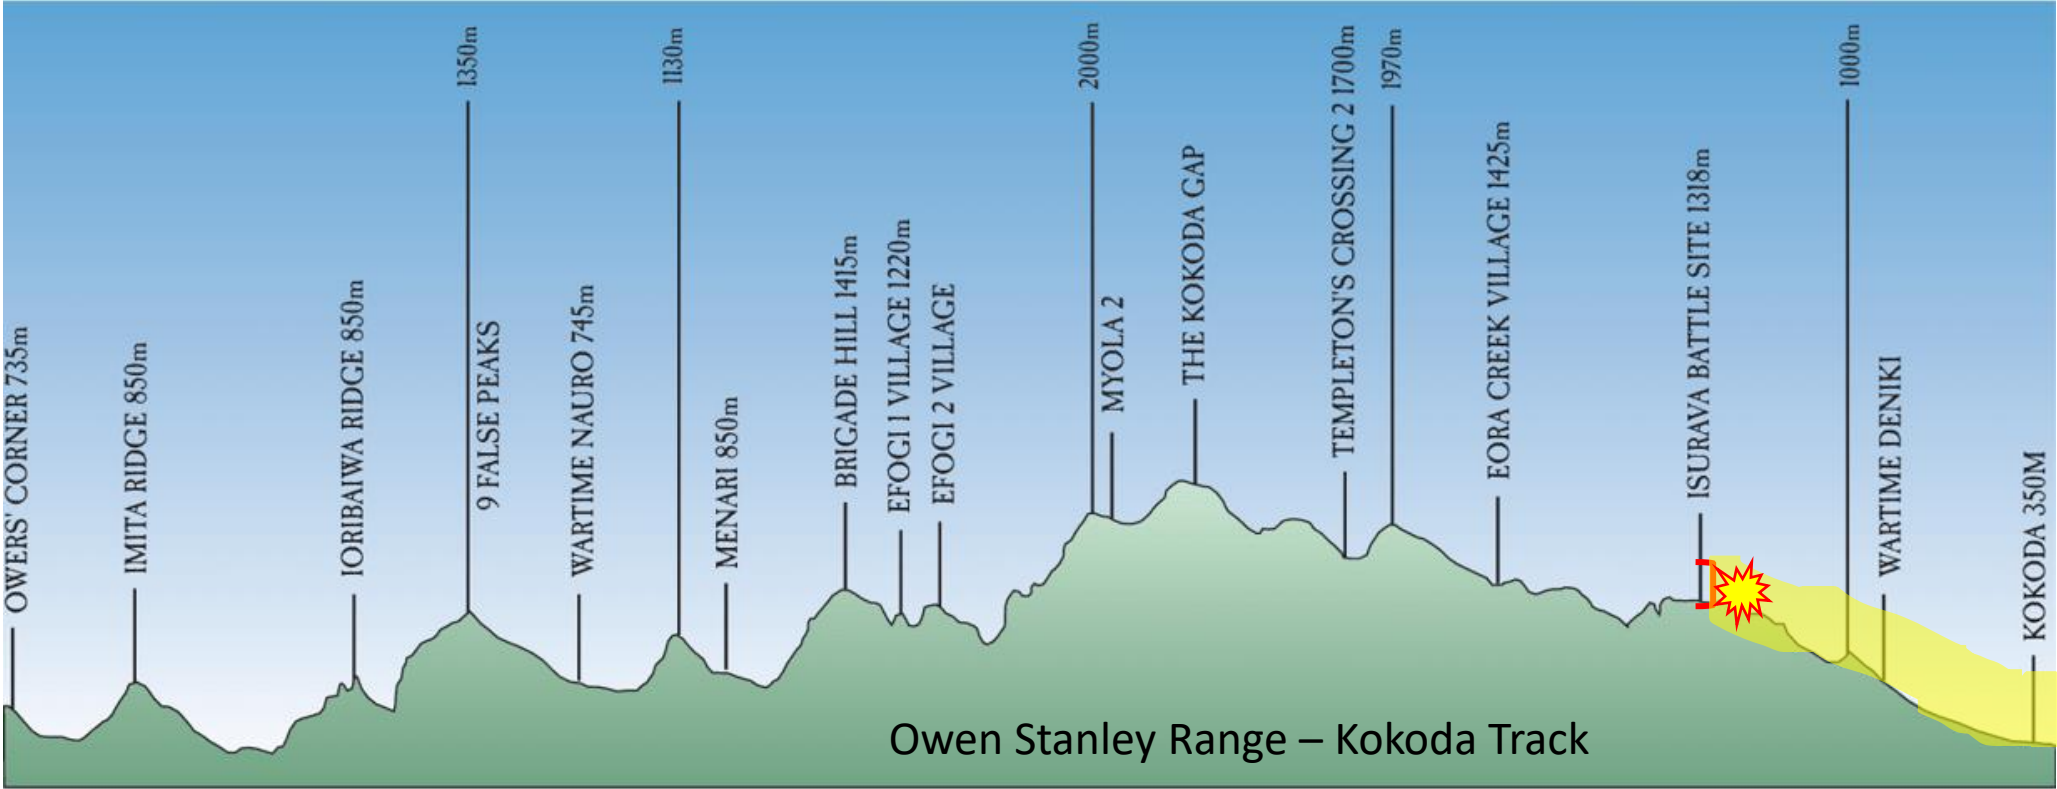 OWERS' CORNER 735m
IMITA RIDGE 850m
IORIBAIWA RIDGE 850m
1350m
9 FALSE PEAKS
WARTIME NAURO 745m
1130m
MENARI 850m
BRIGADE HILL 1415m
EFOGI 1 VILLAGE 1220m
EFOGI 2 VILLAGE
2000m
MYOLA 2
THE KOKODA GAP
TEMPLETON'S CROSSING 2 1700m
1970m
EORA CREEK VILLAGE 1425m
ISURAVA BATTLE SITE 1318m
1000m
WARTIME DENIKI
KOKODA 350M
Owen Stanley Range – Kokoda Track